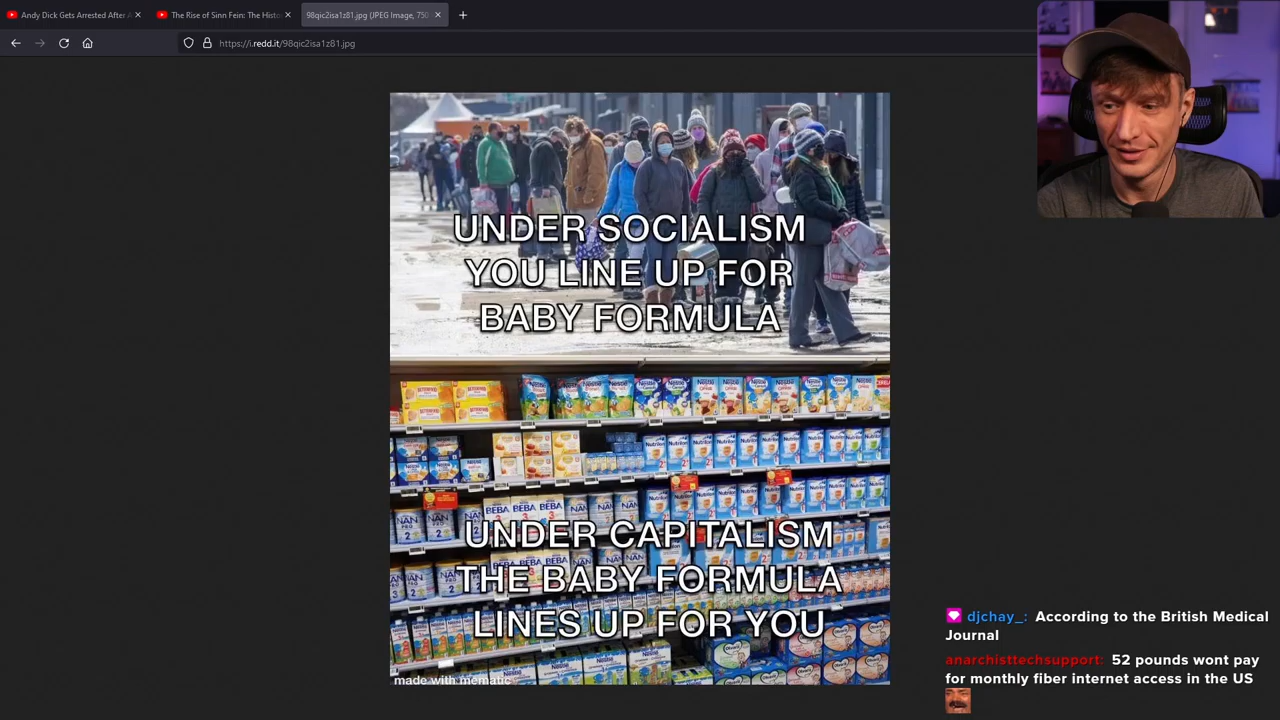 Andy Dick Gets Arrested After A
The Rise of Sinn Fein: The Histo
98qic2isa1z81.jpg (JPEG Image, 750
https://i.redd.it/98qic2isa1z81.jpg
UNDER SOCIALISM
YOU LINE UP FOR
BABY FORMULA
UNDER CAPITALISM
THE BABY FORMULA
LINES UP FOR YOU
made with mematic
djchay_: According to the British Medical
Journal
anarchisttechsupport: 52 pounds wont pay
for monthly fiber internet access in the US